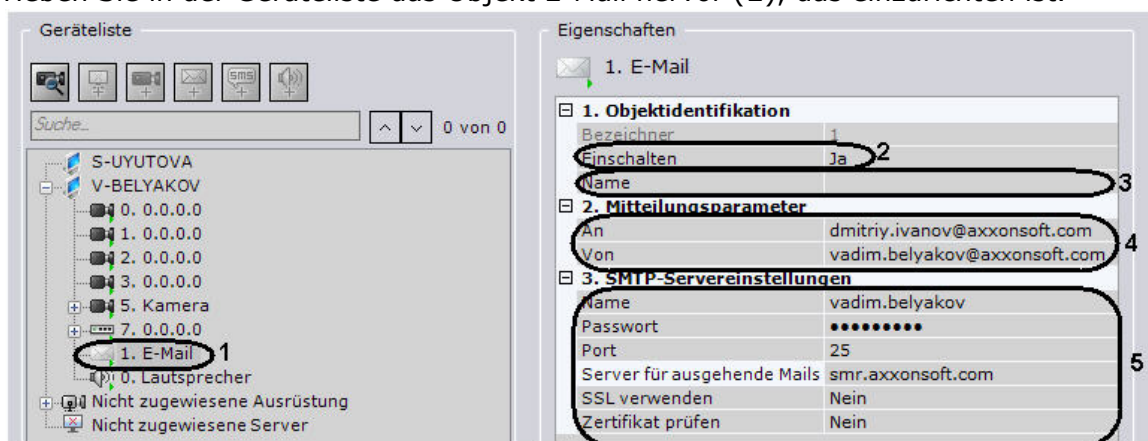 heben Sie in der Geräteliste das Objekt E-Mail hervor (1), das einzurichten ist.
Geräteliste
SMS
Suche...
0 von 0
S-UYUTOVA
V-BELYAKOV
0. 0.0.0.0
1. 0.0.0.0
2. 0.0.0.0
3. 0.0.0.0
5. Kamera
7. 0.0.0.0
1. E-Mail 1
0. Lautsprecher
Nicht zugewiesene Ausrüstung
Nicht zugewiesene Server
Eigenschaften
1. E-Mail
1. Objektidentifikation
Bezeichner 1
Einschalten Ja 2
Name 3
2. Mitteilungsparameter
An dmitriy.ivanov@axxonsoft.com
4
Von vadim.belyakov@axxonsoft.com
3. SMTP-Servereinstellungen
Name vadim.belyakov
Passwort •••••••••
Port 25
5
Server für ausgehende Mails smr.axxonsoft.com
SSL verwenden Nein
Zertifikat prüfen Nein